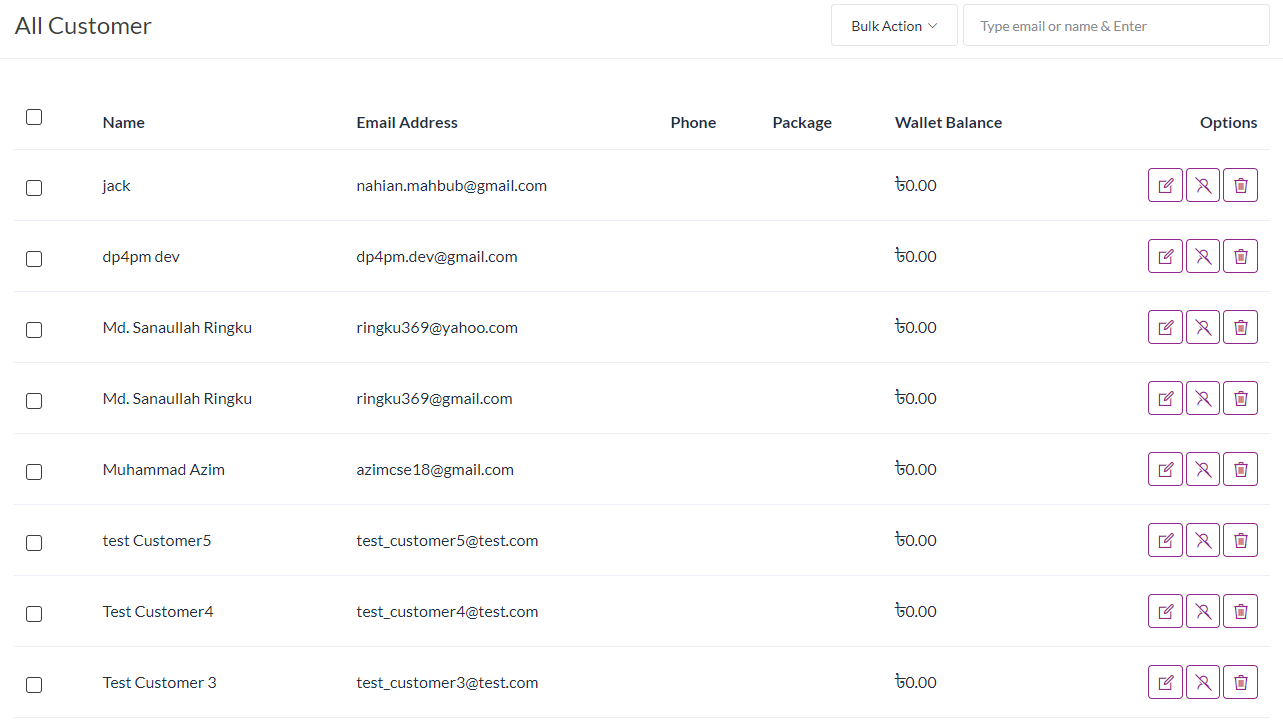 All Customer
Bulk Action
Type email or name & Enter
Name Email Address Phone Package Wallet Balance Options
jack nahian.mahbub@gmail.com ৳0.00
dp4pm dev dp4pm.dev@gmail.com ৳0.00
Md. Sanaullah Ringku ringku369@yahoo.com ৳0.00
Md. Sanaullah Ringku ringku369@gmail.com ৳0.00
Muhammad Azim azimcse18@gmail.com ৳0.00
test Customer5 test_customer5@test.com ৳0.00
Test Customer4 test_customer4@test.com ৳0.00
Test Customer 3 test_customer3@test.com ৳0.00